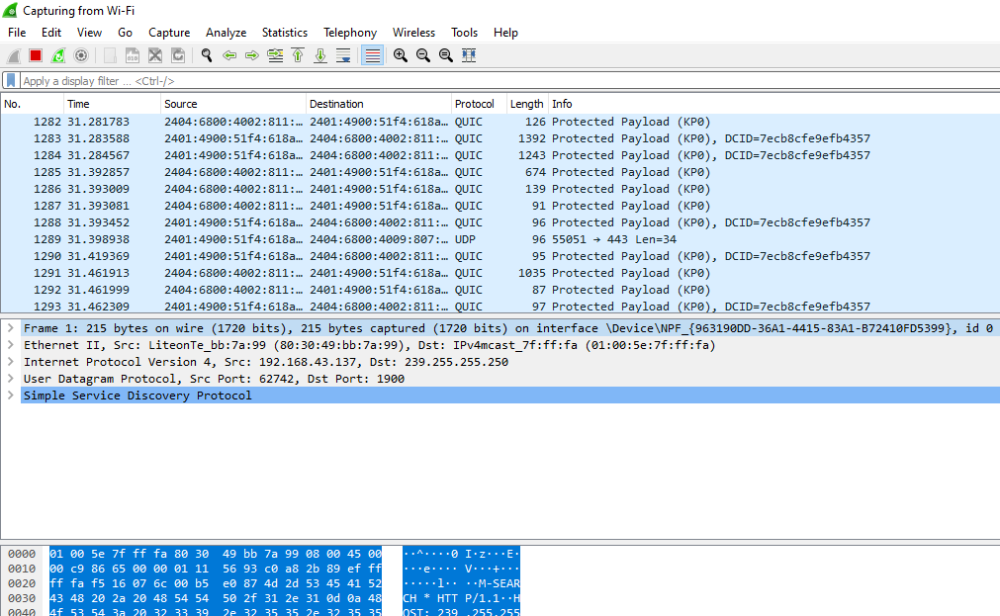 Capturing from Wi-Fi
File Edit View Go Capture Analyze Statistics Telephony Wireless Tools Help
Apply a display filter ... <Ctrl-/>
No. Time Source Destination Protocol Length Info
1282 31.281783 2404:6800:4002:811:… 2401:4900:51f4:618a… QUIC 126 Protected Payload (KP0)
1283 31.283588 2401:4900:51f4:618a… 2404:6800:4002:811:… QUIC 1392 Protected Payload (KP0), DCID=7ecb8cfe9efb4357
1284 31.284567 2401:4900:51f4:618a… 2404:6800:4002:811:… QUIC 1243 Protected Payload (KP0), DCID=7ecb8cfe9efb4357
1285 31.392857 2404:6800:4002:811:… 2401:4900:51f4:618a… QUIC 674 Protected Payload (KP0)
1286 31.393009 2404:6800:4002:811:… 2401:4900:51f4:618a… QUIC 139 Protected Payload (KP0)
1287 31.393081 2404:6800:4002:811:… 2401:4900:51f4:618a… QUIC 91 Protected Payload (KP0)
1288 31.393452 2401:4900:51f4:618a… 2404:6800:4002:811:… QUIC 96 Protected Payload (KP0), DCID=7ecb8cfe9efb4357
1289 31.398938 2401:4900:51f4:618a… 2404:6800:4009:807:… UDP 96 55051 → 443 Len=34
1290 31.419369 2401:4900:51f4:618a… 2404:6800:4002:811:… QUIC 95 Protected Payload (KP0), DCID=7ecb8cfe9efb4357
1291 31.461913 2404:6800:4002:811:… 2401:4900:51f4:618a… QUIC 1035 Protected Payload (KP0)
1292 31.461999 2404:6800:4002:811:… 2401:4900:51f4:618a… QUIC 87 Protected Payload (KP0)
1293 31.462309 2401:4900:51f4:618a… 2404:6800:4002:811:… QUIC 97 Protected Payload (KP0), DCID=7ecb8cfe9efb4357
Frame 1: 215 bytes on wire (1720 bits), 215 bytes captured (1720 bits) on interface \Device\NPF_{963190DD-36A1-4415-83A1-B72410FD5399}, id 0
Ethernet II, Src: LiteonTe_bb:7a:99 (80:30:49:bb:7a:99), Dst: IPv4mcast_7f:ff:fa (01:00:5e:7f:ff:fa)
Internet Protocol Version 4, Src: 192.168.43.137, Dst: 239.255.255.250
User Datagram Protocol, Src Port: 62742, Dst Port: 1900
Simple Service Discovery Protocol
0000 01 00 5e 7f ff fa 80 30 49 bb 7a 99 08 00 45 00 ··^····0 I·z···E·
0010 00 c9 86 65 00 00 01 11 56 93 c0 a8 2b 89 ef ff ···e···· V···+···
0020 ff fa f5 16 07 6c 00 b5 e0 87 4d 2d 53 45 41 52 ·····l·· ··M-SEAR
0030 43 48 20 2a 20 48 54 54 50 2f 31 2e 31 0d 0a 48 CH * HTT P/1.1··H
0040 4f 53 54 3a 20 32 33 39 2e 32 35 35 2e 32 35 35 OST: 239 .255.255